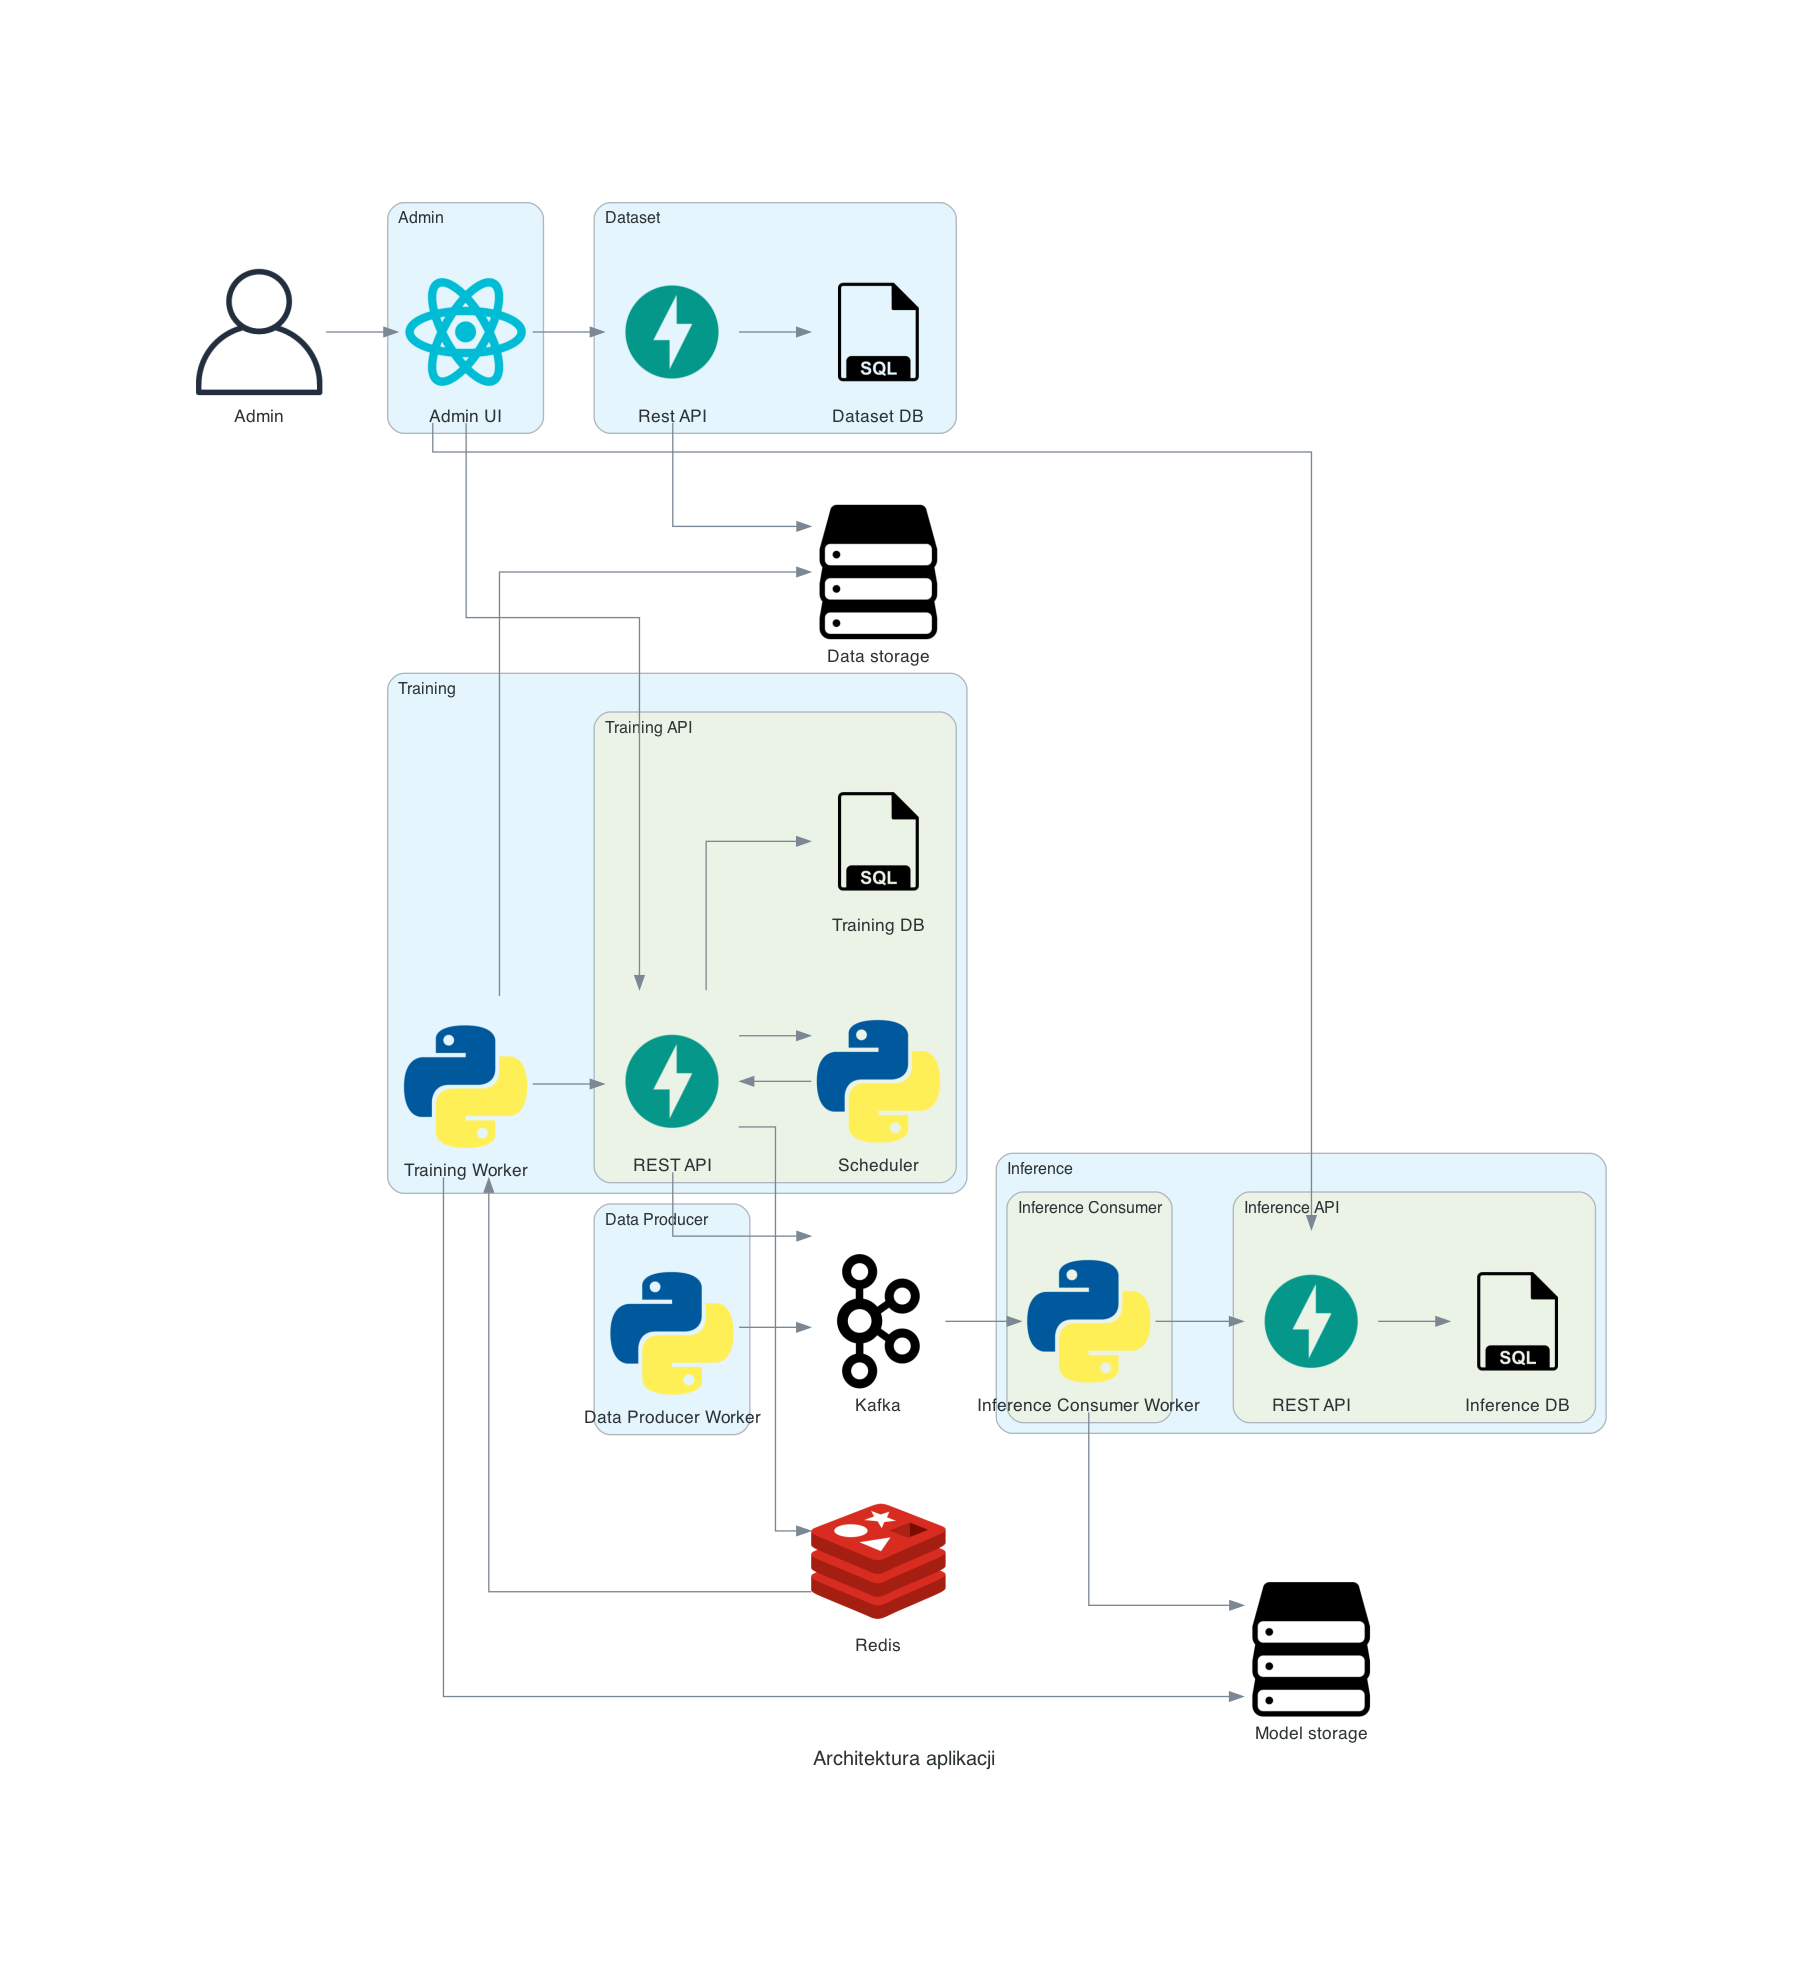 Admin
Dataset
SQL
Admin
Admin UI
Rest API
Dataset DB
Data storage
Training
Training API
SQL
Training DB
Training Worker
REST API
Scheduler
Data Producer
Data Producer Worker
Kafka
Inference
Inference Consumer
Inference API
SQL
Inference Consumer Worker
REST API
Inference DB
Redis
Model storage
Architektura aplikacji